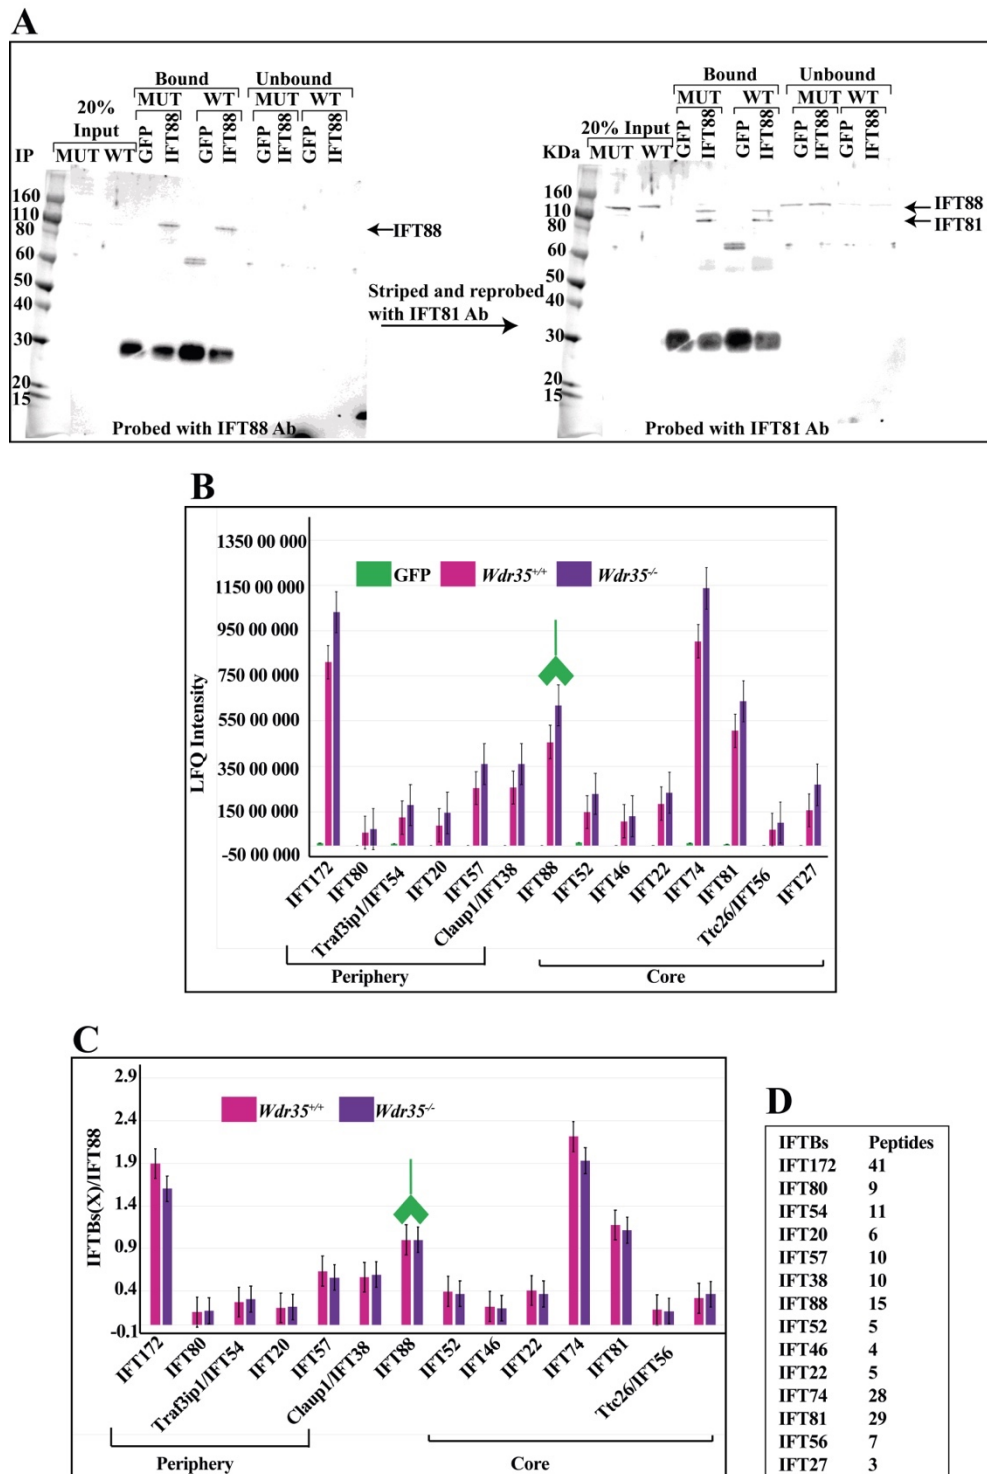 A
Bound
Unbound
MUT
WT
MUT
WT
20%
Input
GFP
IFT88
GFP
IFT88
GFP
IFT88
GFP
IFT88
IP
MUT WT
160
110
80
60
50
40
30
20
15
IFT88
Probed with IFT88 Ab
Striped and reprobed
with IFT81 Ab
Bound
Unbound
MUT
WT
MUT
WT
20% Input
GFP
IFT88
GFP
IFT88
GFP
IFT88
GFP
IFT88
KDa
MUT WT
160
110
80
60
50
40
30
20
15
IFT88
IFT81
Probed with IFT81 Ab
B
1350 00 000
1150 00 000
950 00 000
750 00 000
550 00 000
350 00 000
150 00 000
-50 00 000
LFQ Intensity
GFP
Wdr35+/+
Wdr35-/-
IFT172
IFT80
Traf3ip1/IFT54
IFT20
IFT57
Claup1/IFT38
IFT88
IFT52
IFT46
IFT22
IFT74
IFT81
Ttc26/IFT56
IFT27
Periphery
Core
C
2.9
2.4
1.9
1.4
0.9
0.4
-0.1
IFTBs(X)/IFT88
Wdr35+/+
Wdr35-/-
IFT172
IFT80
Traf3ip1/IFT54
IFT20
IFT57
Claup1/IFT38
IFT88
IFT52
IFT46
IFT22
IFT74
IFT81
Ttc26/IFT56
Periphery
Core
D
IFTBs Peptides
IFT172 41
IFT80 9
IFT54 11
IFT20 6
IFT57 10
IFT38 10
IFT88 15
IFT52 5
IFT46 4
IFT22 5
IFT74 28
IFT81 29
IFT56 7
IFT27 3